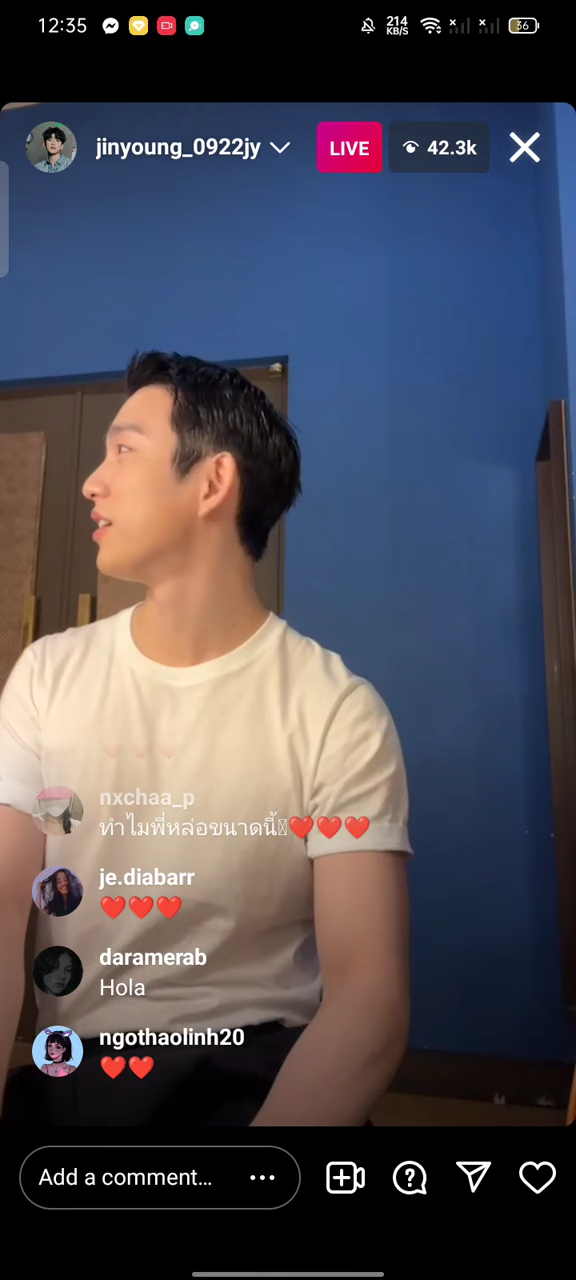 12:35
214
KB/S
36
jinyoung_0922jy
LIVE
42.3k
nxchaa_p
ทำไมพี่หล่อขนาดนี้❤️❤️❤️
je.diabarr
❤️❤️❤️
daramerab
Hola
ngothaolinh20
❤️❤️
Add a comment...